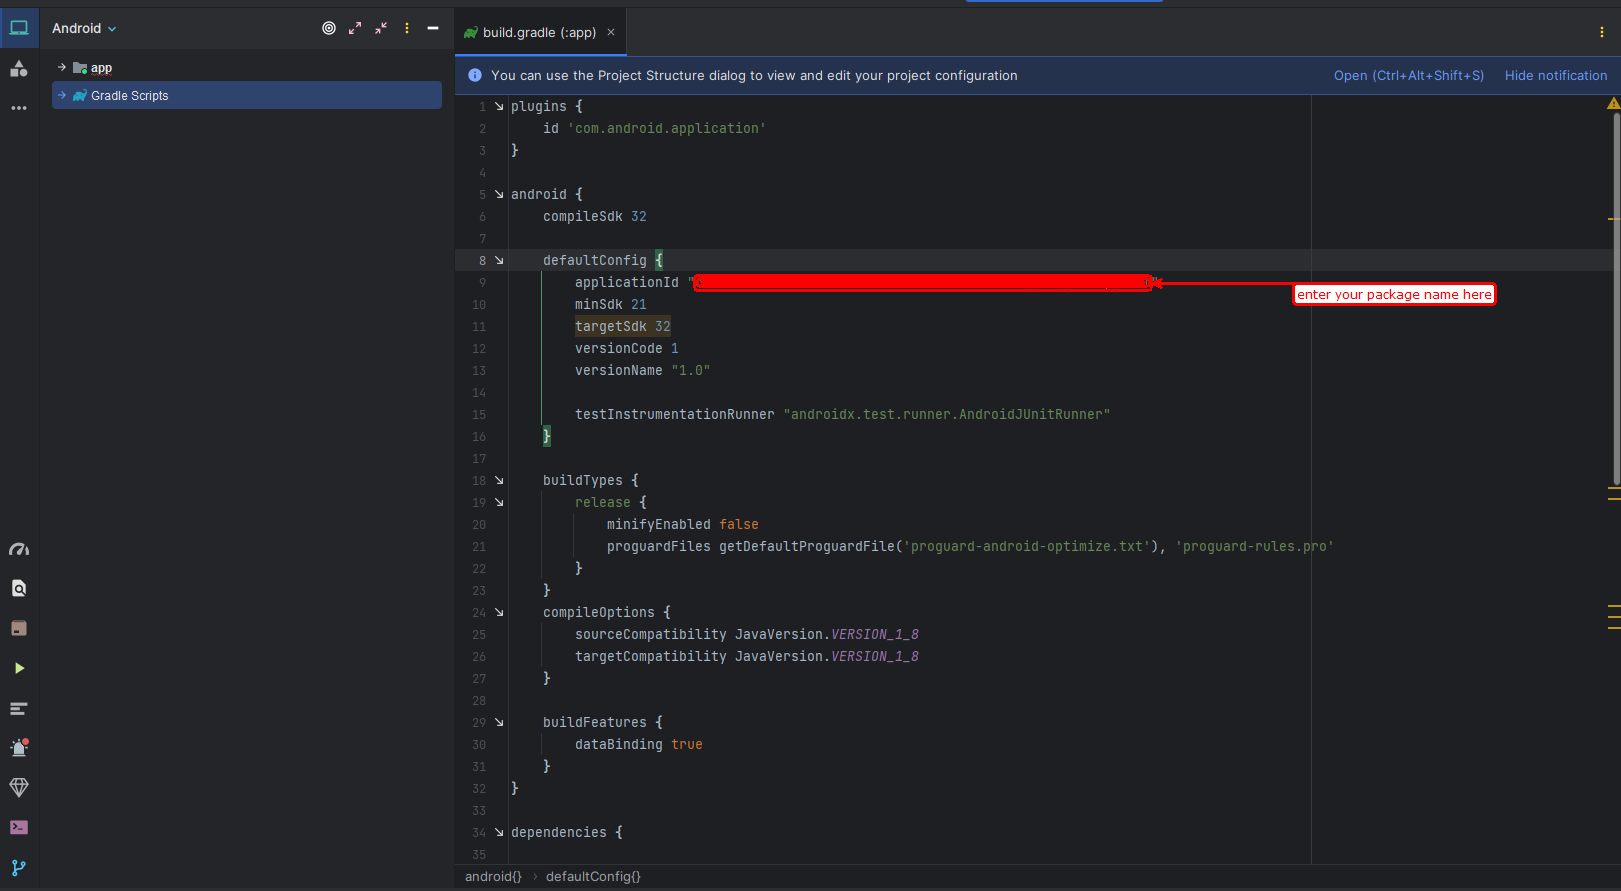 Android
build.gradle (:app)
app
Gradle Scripts
You can use the Project Structure dialog to view and edit your project configuration
Open (Ctrl+Alt+Shift+S)
Hide notification
1 plugins {
2 id 'com.android.application'
3 }
4
5 android {
6 compileSdk 32
7
8 defaultConfig {
9 applicationId "
enter your package name here
10 minSdk 21
11 targetSdk 32
12 versionCode 1
13 versionName "1.0"
14
15 testInstrumentationRunner "androidx.test.runner.AndroidJUnitRunner"
16 }
17
18 buildTypes {
19 release {
20 minifyEnabled false
21 proguardFiles getDefaultProguardFile('proguard-android-optimize.txt'), 'proguard-rules.pro'
22 }
23 }
24 compileOptions {
25 sourceCompatibility JavaVersion.VERSION_1_8
26 targetCompatibility JavaVersion.VERSION_1_8
27 }
28
29 buildFeatures {
30 dataBinding true
31 }
32 }
33
34 dependencies {
35
android{} › defaultConfig{}